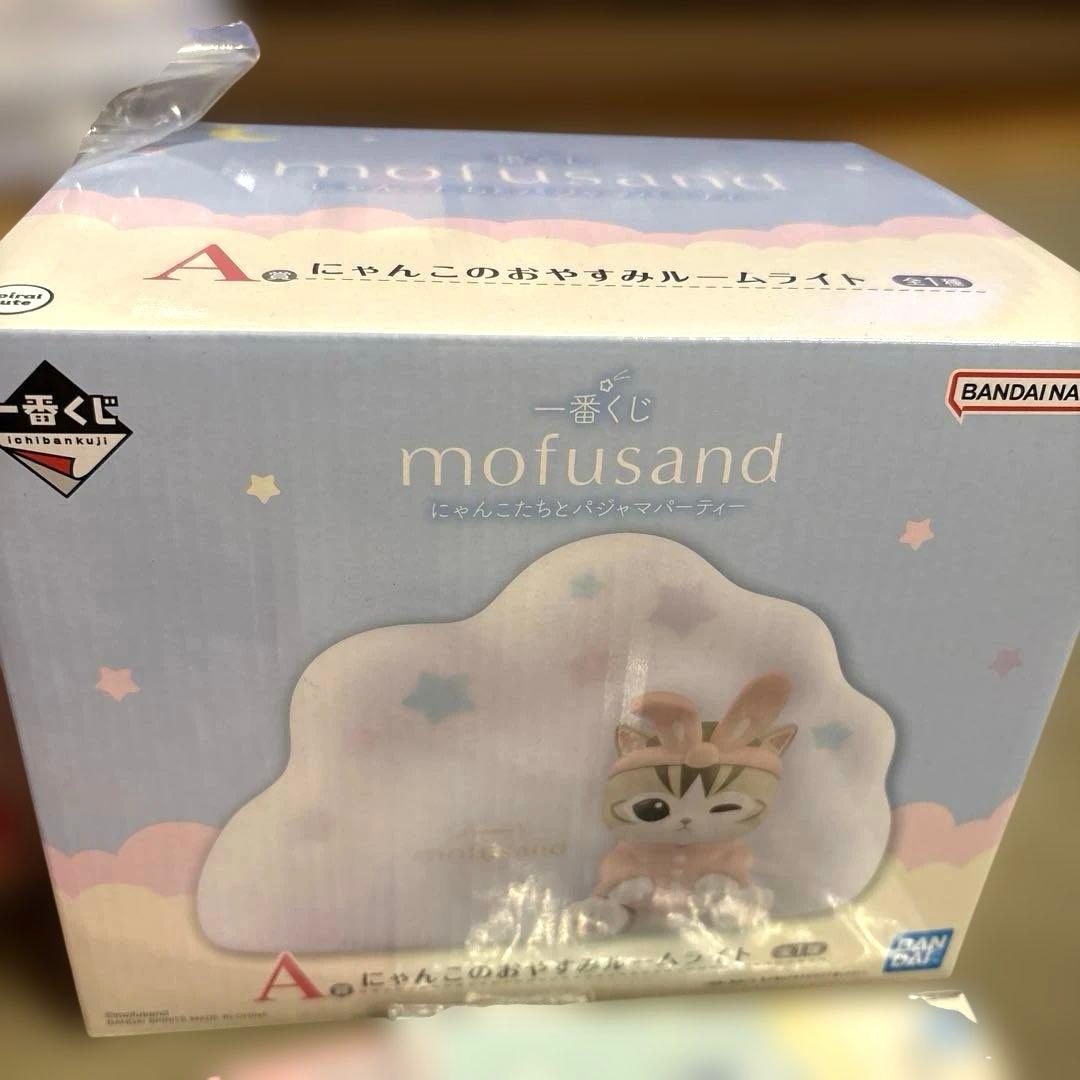 mofusand
A賞 にゃんこのおやすみルームライト 全1種
一番くじ
ichibankuji
一番くじ
mofusand
にゃんこたちとパジャマパーティー
BANDAI NA
A賞 にゃんこのおやすみルームライト 全1種
BANDAI
©mofusand